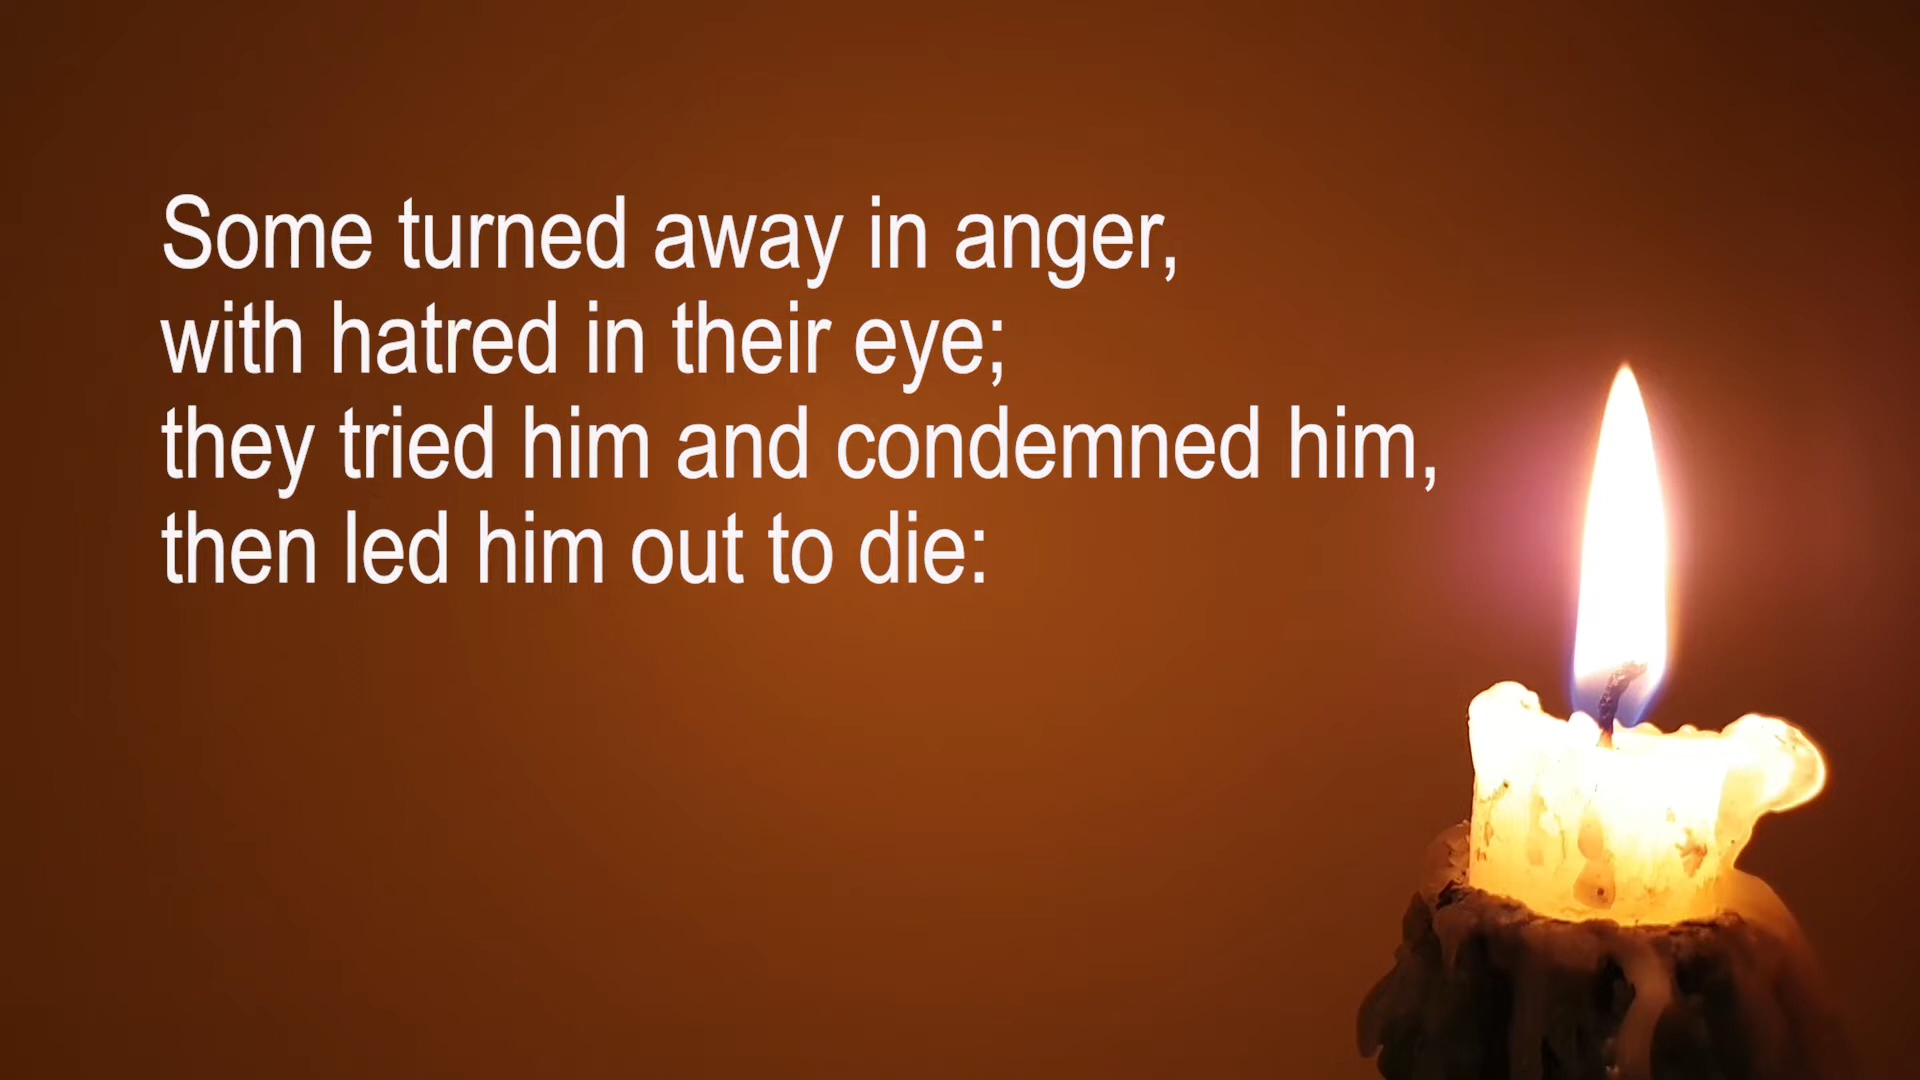 Some turned away in anger,
with hatred in their eye;
they tried him and condemned him,
then led him out to die: